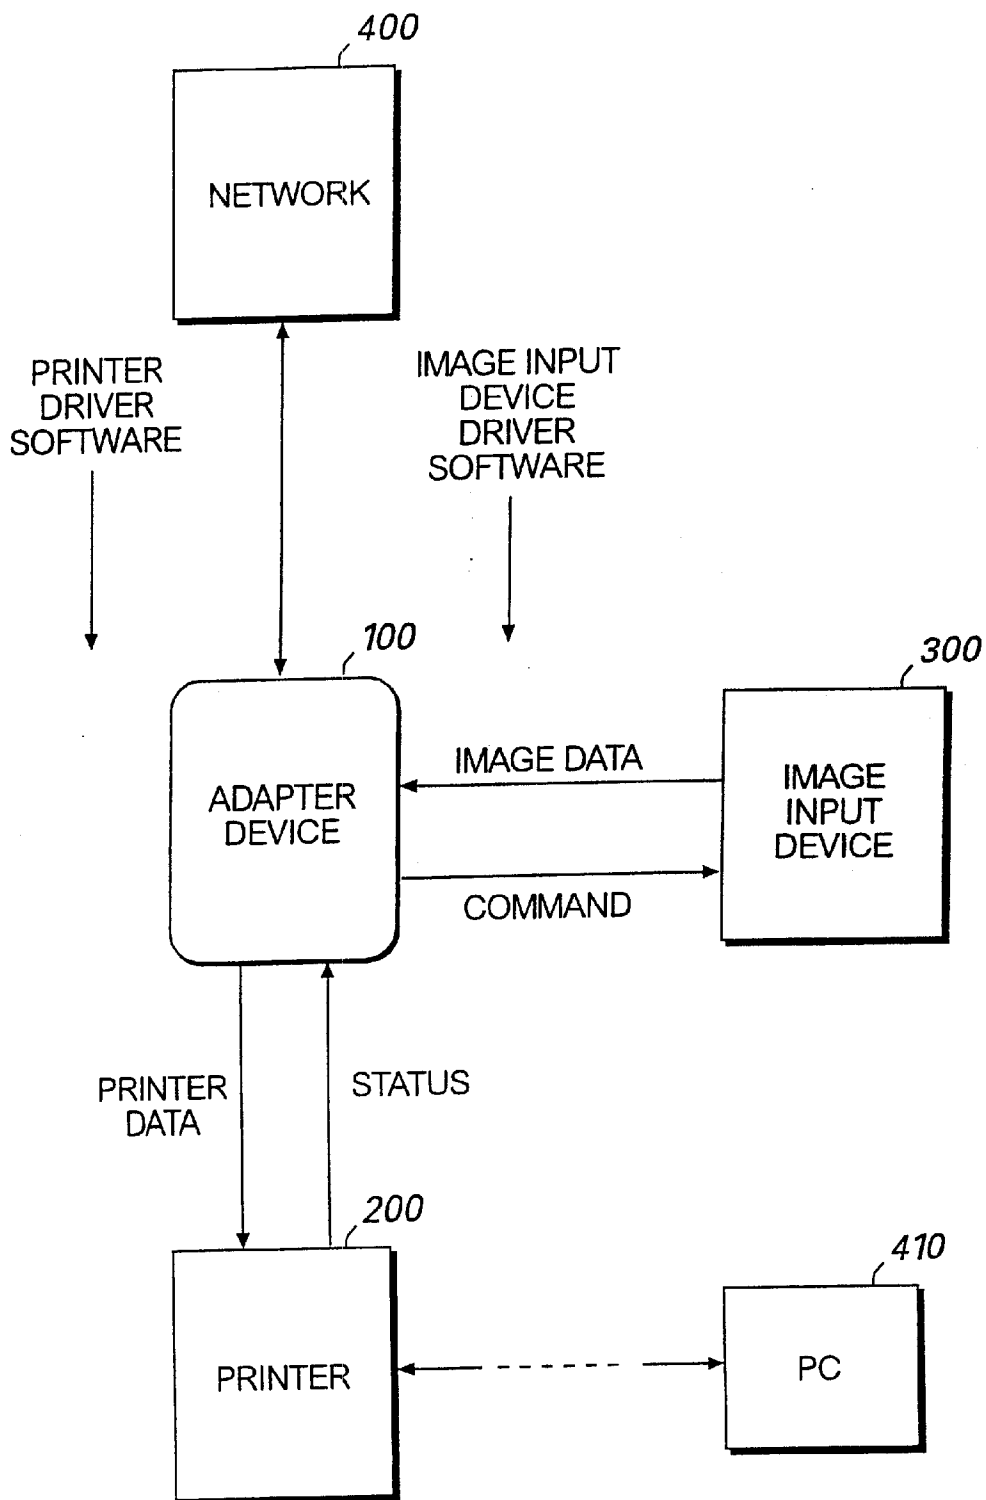 400
NETWORK
PRINTER
DRIVER
SOFTWARE
IMAGE INPUT
DEVICE
DRIVER
SOFTWARE
100
300
ADAPTER
DEVICE
IMAGE DATA
COMMAND
IMAGE
INPUT
DEVICE
PRINTER
DATA
STATUS
200
410
PRINTER
PC